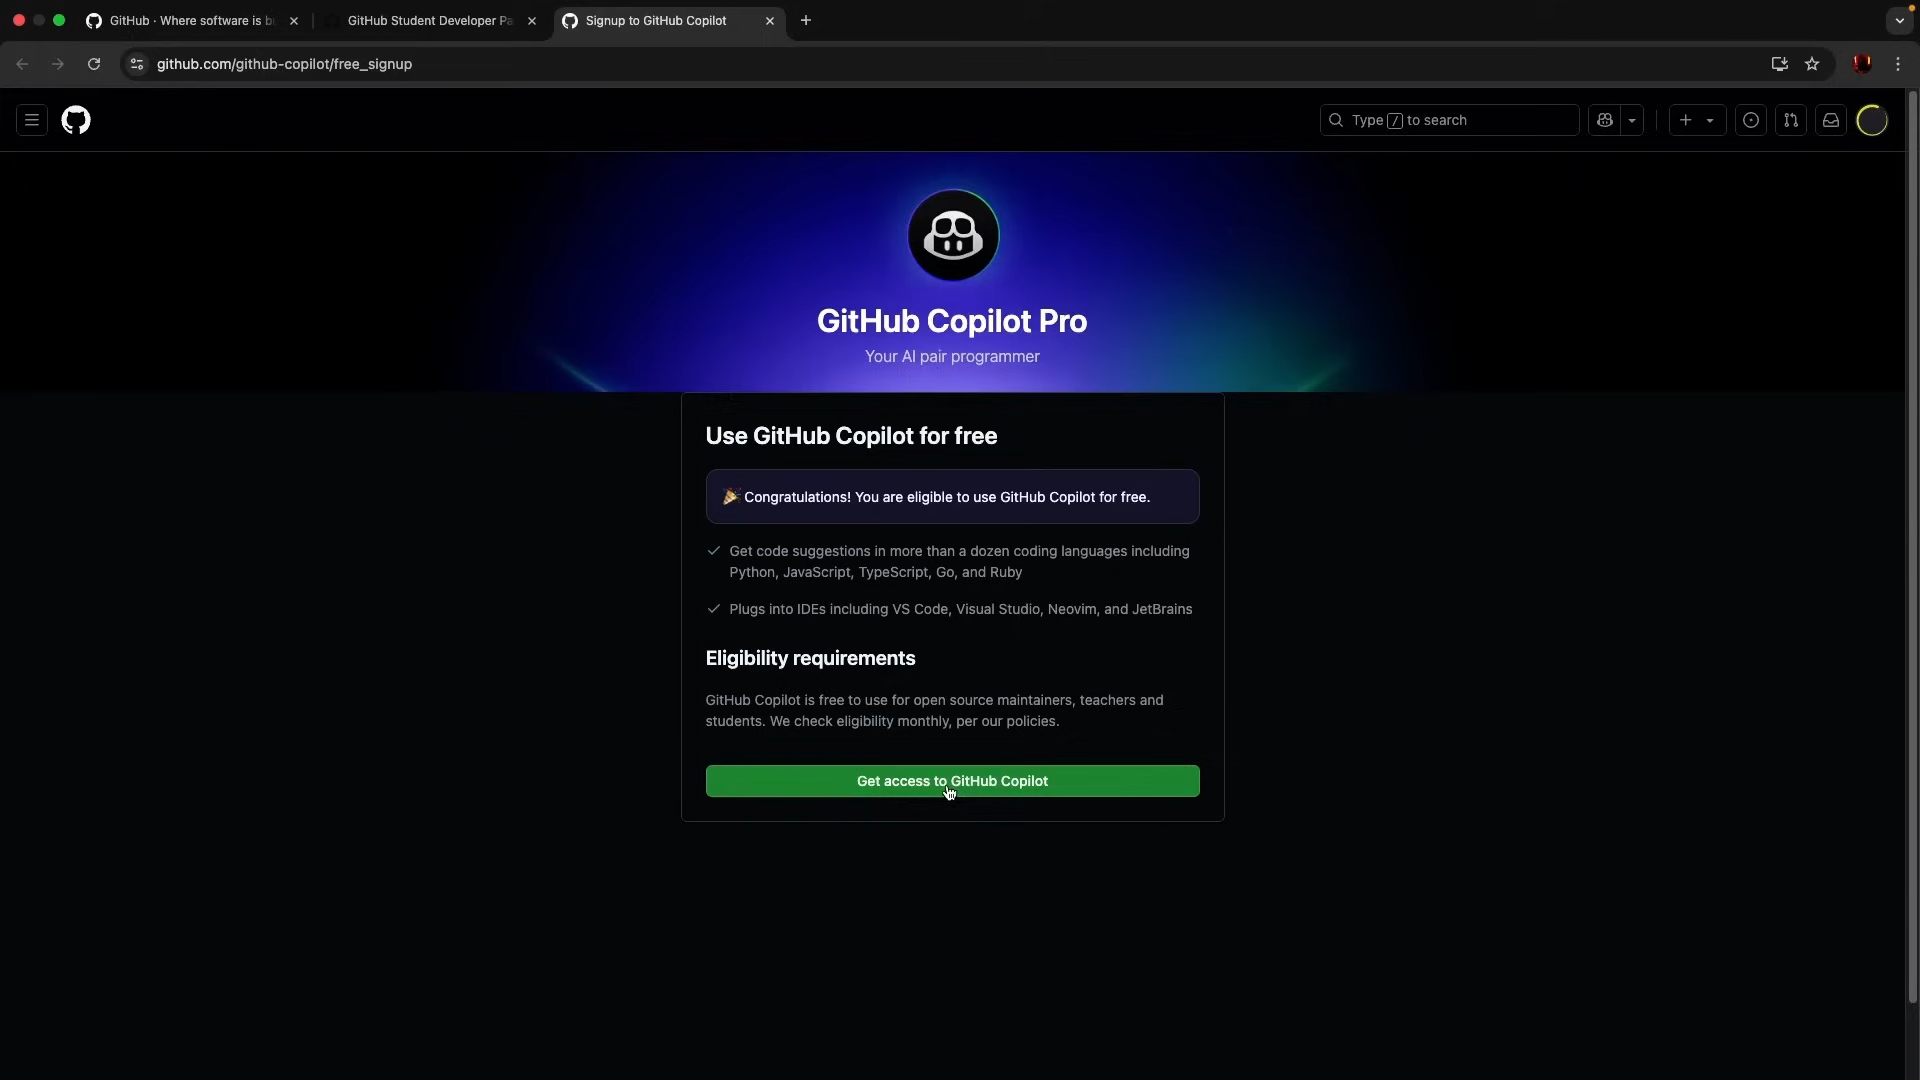 GitHub · Where software is b
GitHub Student Developer Pa
Signup to GitHub Copilot
github.com/github-copilot/free_signup
Type / to search
GitHub Copilot Pro
Your AI pair programmer
Use GitHub Copilot for free
Congratulations! You are eligible to use GitHub Copilot for free.
Get code suggestions in more than a dozen coding languages including
Python, JavaScript, TypeScript, Go, and Ruby
Plugs into IDEs including VS Code, Visual Studio, Neovim, and JetBrains
Eligibility requirements
GitHub Copilot is free to use for open source maintainers, teachers and
students. We check eligibility monthly, per our policies.
Get access to GitHub Copilot